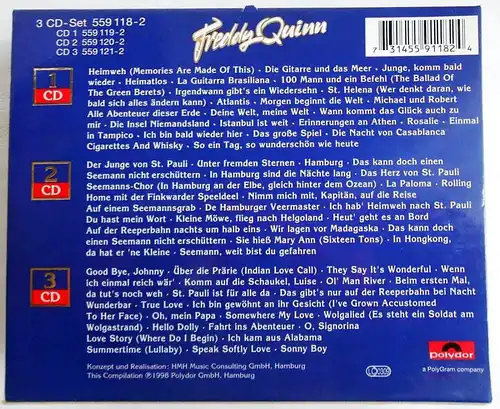 3 CD-Set 559 118-2
CD 1 559 119-2
CD 2 559 120-2
CD 3 559 121-2
Freddy Quinn
7 31455 91182 4
1
CD
Heimweh (Memories Are Made Of This) · Die Gitarre und das Meer · Junge, komm bald
wieder · Heimatlos · La Guitarra Brasiliana · 100 Mann und ein Befehl (The Ballad Of
The Green Berets) · Irgendwann gibt's ein Wiedersehn · St. Helena (Wer denkt daran, wie
bald sich alles ändern kann) · Atlantis · Morgen beginnt die Welt · Michael und Robert
Alle Abenteuer dieser Erde · Deine Welt, meine Welt · Wann kommt das Glück auch zu
mir · Die Insel Niemandsland · Istanbul ist weit · Erinnerungen an Athen · Rosalie · Einmal
in Tampico · Ich bin bald wieder hier · Das große Spiel · Die Nacht von Casablanca
Cigarettes And Whisky · So ein Tag, so wunderschön wie heute
2
CD
Der Junge von St. Pauli · Unter fremden Sternen · Hamburg · Das kann doch einen
Seemann nicht erschüttern · In Hamburg sind die Nächte lang · Das Herz von St. Pauli
Seemanns-Chor (In Hamburg an der Elbe, gleich hinter dem Ozean) · La Paloma · Rolling
Home mit der Finkwarder Speeldeel · Nimm mich mit, Kapitän, auf die Reise
Auf einem Seemannsgrab · De Hamburger Veermaster · Ich hab' Heimweh nach St. Pauli
Du hast mein Wort · Kleine Möwe, flieg nach Helgoland · Heut' geht es an Bord
Auf der Reeperbahn nachts um halb eins · Wir lagen vor Madagaskar · Das kann doch
einen Seemann nicht erschüttern · Sie hieß Mary Ann (Sixteen Tons) · In Hongkong,
da hat er 'ne Kleine · Seemann, weit bist du gefahren
3
CD
Good Bye, Johnny · Über die Prärie (Indian Love Call) · They Say It's Wonderful · Wenn
ich einmal reich wär' · Komm auf die Schaukel, Luise · Ol' Man River · Beim ersten Mal,
da tut's noch weh · St. Pauli ist für alle da · Das gibt's nur auf der Reeperbahn bei Nacht
Wunderbar · True Love · Ich bin gewöhnt an ihr Gesicht (I've Grown Accustomed
To Her Face) · Oh, mein Papa · Somewhere My Love · Wolgalied (Es steht ein Soldat am
Wolgastrand) · Hello Dolly · Fahrt ins Abenteuer · O, Signorina
Love Story (Where Do I Begin) · Ich kam aus Alabama
Summertime (Lullaby) · Speak Softly Love · Sonny Boy
Konzept und Realisation: HMH Music Consulting GmbH, Hamburg
This Compilation ℗1998 Polydor GmbH, Hamburg
polydor
a PolyGram company